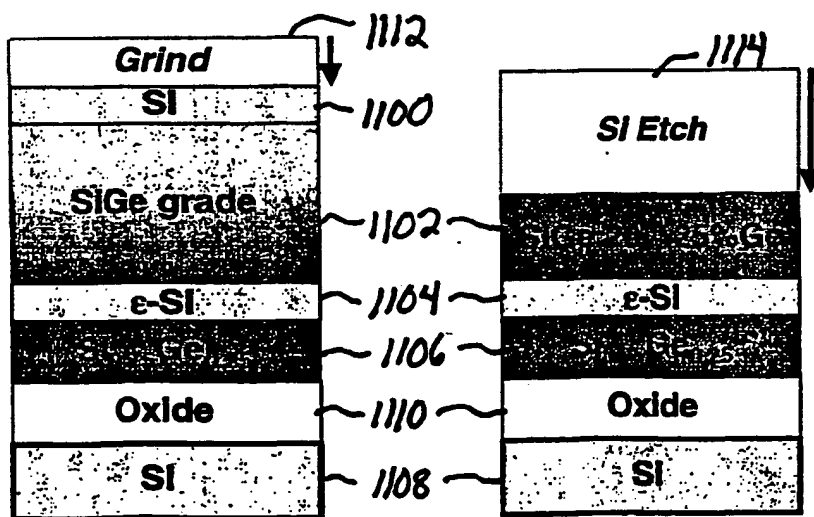 1112
Grind
SI
1100
SiGe grade
1102
ε-Si
1104
1106
Oxide
1110
SI
1108
1114
Si Etch
ε-Si
Oxide
SI